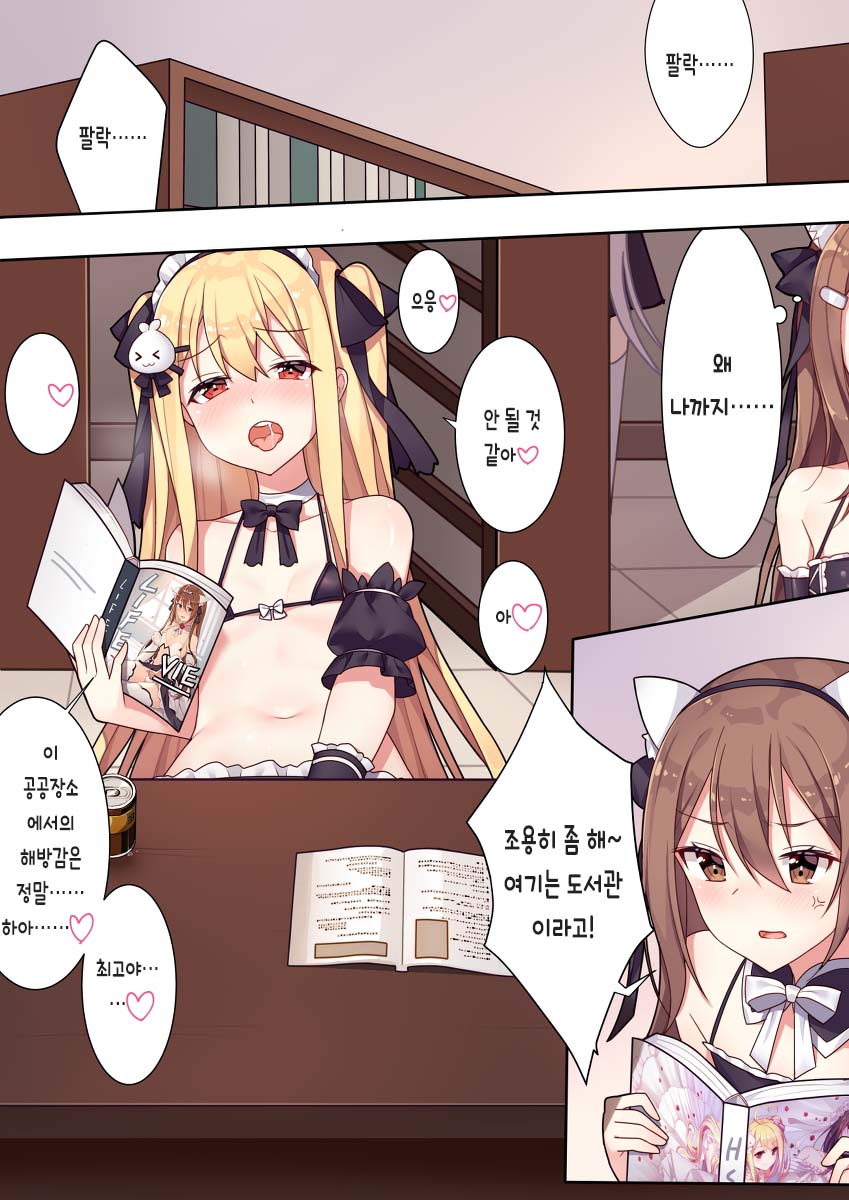 팔락……
팔락……
왜
나까지……
으응♡
♡
안 될 것
같아♡
아♡
LIFE
LIFE
VIE
이
공공장소
에서의
해방감은
정말……
하아……♡
최고야…
…♡
조용히 좀 해~
여기는 도서관
이라고!